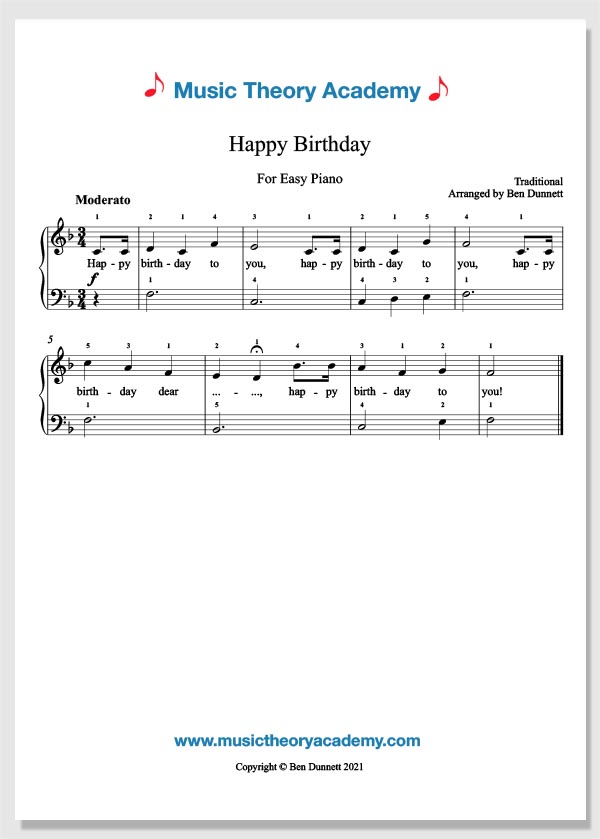 Music Theory Academy
Happy Birthday
For Easy Piano
Traditional
Moderato
Arranged by Ben Dunnett
1 2 1 4 3 1 2 1 5 4 1
3 4
Hap - py birth - day to you, hap - py birth - day to you, hap - py
f
1 4 4 2 1
3 4
5
5 3 1 2 1 4 3 1 2 1
birth - day dear ... - ..., hap - py birth - day to you!
1 5 4 2 1
www.musictheoryacademy.com
Copyright © Ben Dunnett 2021